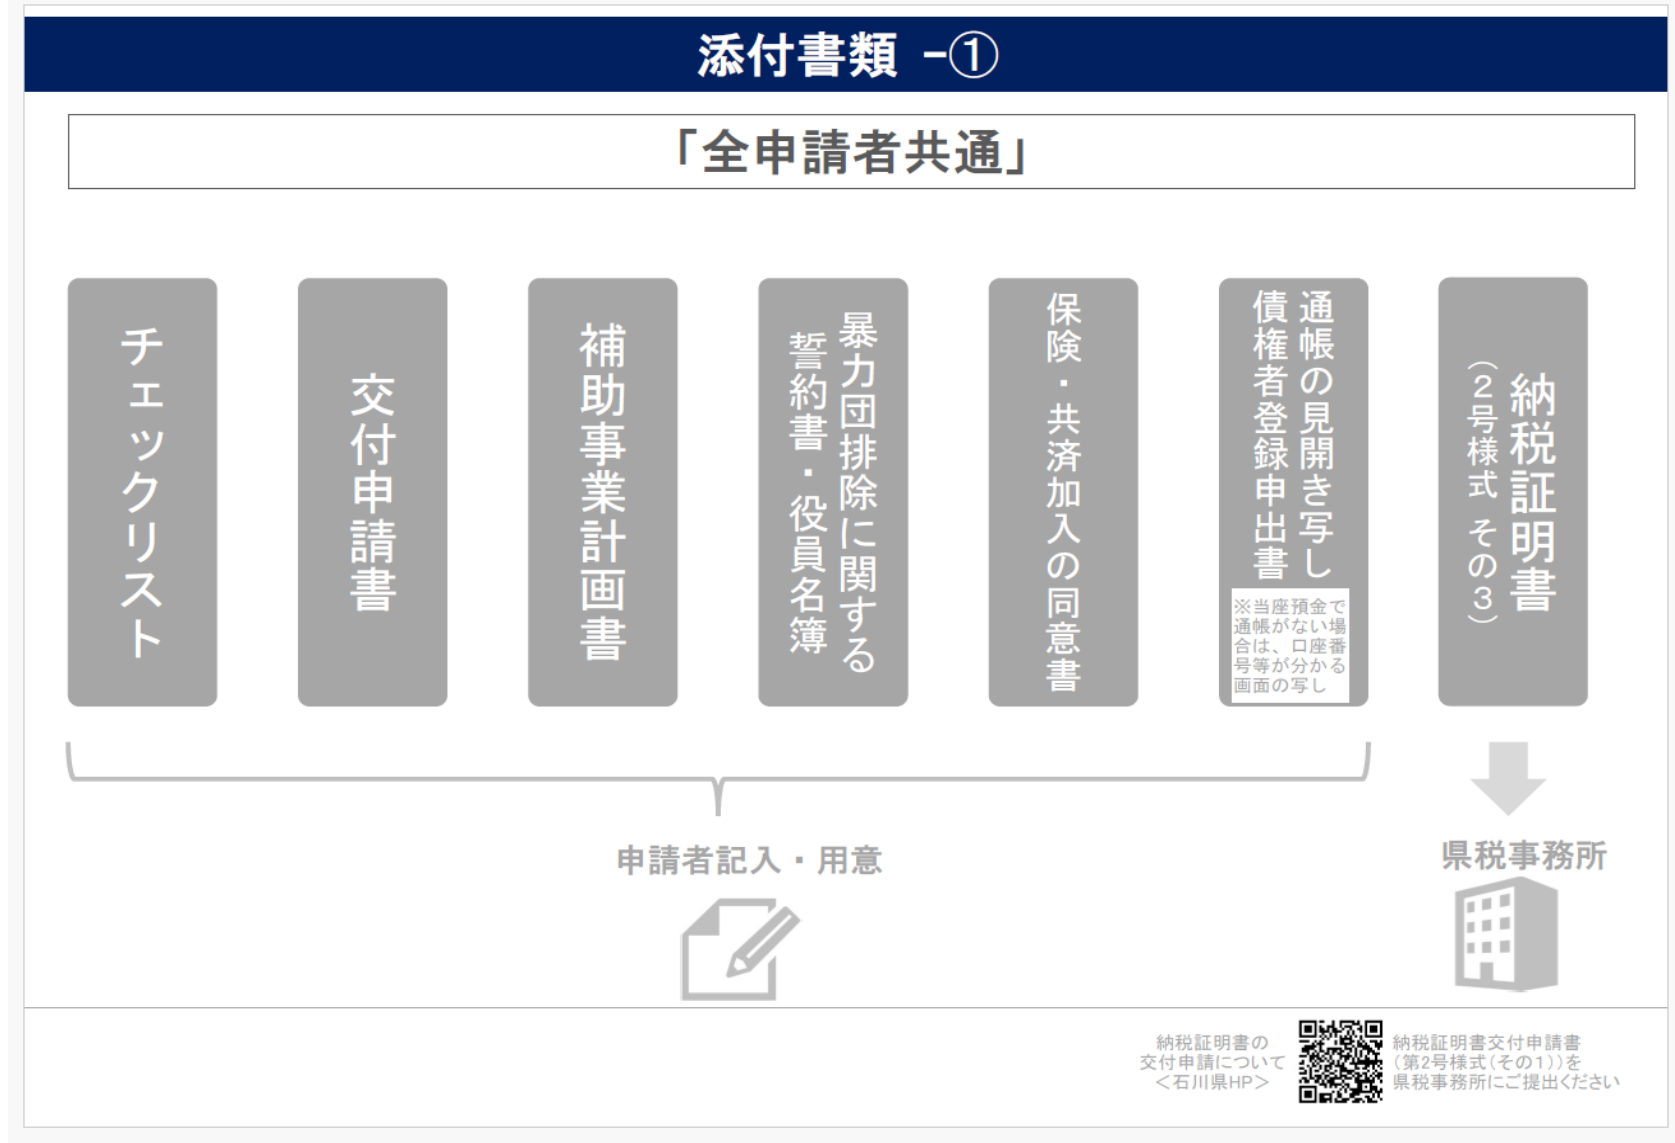 添付書類 -①
「全申請者共通」
チェックリスト
交付申請書
補助事業計画書
暴力団排除に関する
誓約書・役員名簿
保険・共済加入の同意書
通帳の見開き写し
債権者登録申出書
※当座預金で
通帳がない場
合は、口座番
号等が分かる
画面の写し
納税証明書
（２号様式 その３）
申請者記入・用意
県税事務所
納税証明書の
交付申請について
＜石川県HP＞
納税証明書交付申請書
(第2号様式(その1))を
県税事務所にご提出ください